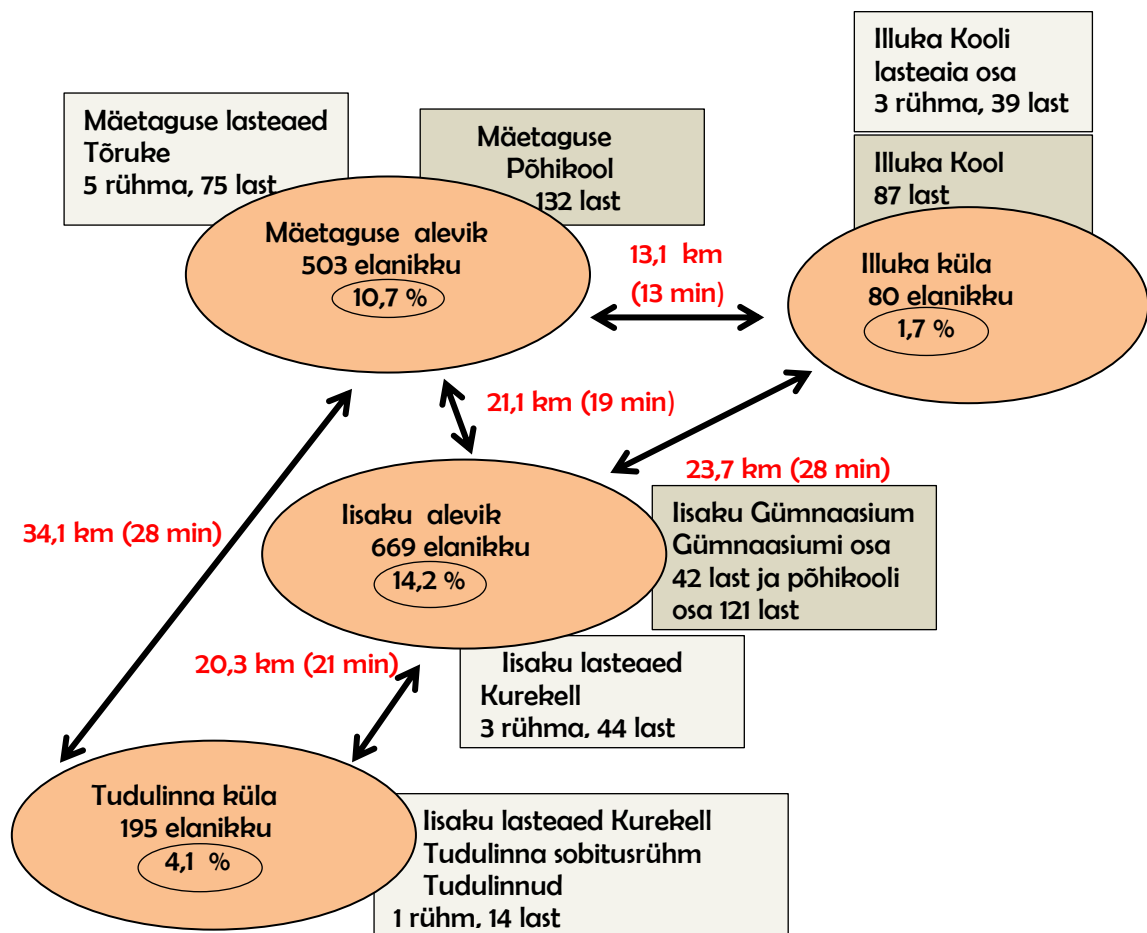 Illuka Kooli
lasteaia osa
3 rühma, 39 last
Mäetaguse lasteaed
Tõruke
5 rühma, 75 last
Mäetaguse
Põhikool
132 last
Illuka Kool
87 last
Mäetaguse alevik
503 elanikku
10,7 %
13,1 km
(13 min)
Illuka küla
80 elanikku
1,7 %
21,1 km (19 min)
23,7 km (28 min)
34,1 km (28 min)
Iisaku alevik
669 elanikku
14,2 %
Iisaku Gümnaasium
Gümnaasiumi osa
42 last ja põhikooli
osa 121 last
20,3 km (21 min)
Iisaku lasteaed
Kurekell
3 rühma, 44 last
Tudulinna küla
195 elanikku
4,1 %
Iisaku lasteaed Kurekell
Tudulinna sobitusrühm
Tudulinnud
1 rühm, 14 last